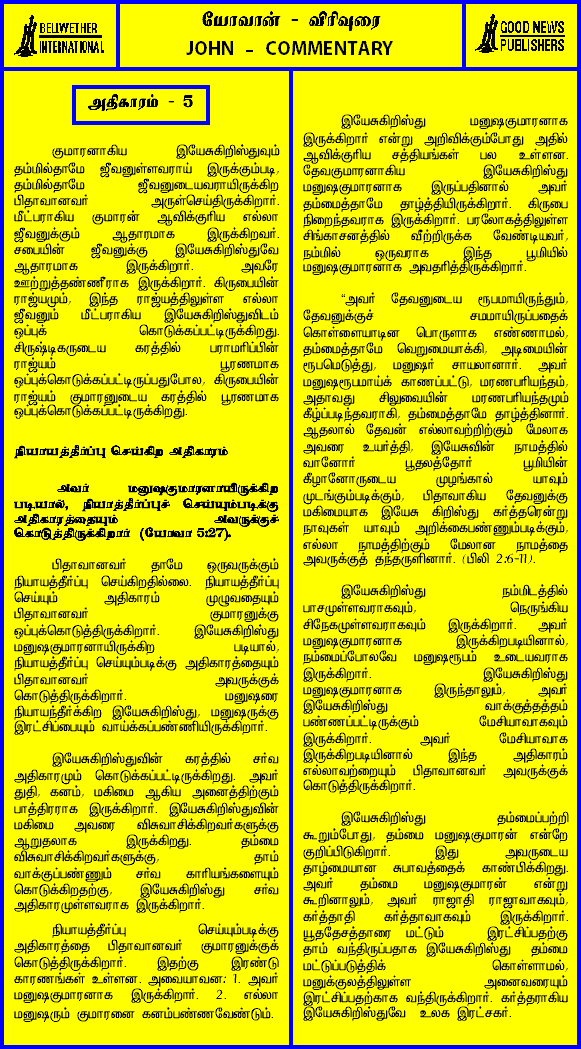 BELLWETHER
INTERNATIONAL
யோவான் - விரிவுரை
JOHN - COMMENTARY
GOOD NEWS
PUBLISHERS
அதிகாரம் - 5
குமாரனாகிய இயேசுகிறிஸ்துவும்
தம்மில்தாமே ஜீவனுள்ளவராய் இருக்கும்படி,
தம்மில்தாமே ஜீவனுடையவராயிருக்கிற
பிதாவானவர் அருள்செய்திருக்கிறார்.
மீட்பராகிய குமாரன் ஆவிக்குரிய எல்லா
ஜீவனுக்கும் ஆதாரமாக இருக்கிறவர்.
சபையின் ஜீவனுக்கு இயேசுகிறிஸ்துவே
ஆதாரமாக இருக்கிறார். அவரே
ஊற்றுத்தண்ணீராக இருக்கிறார். கிருபையின்
ராஜ்யமும், இந்த ராஜ்யத்திலுள்ள எல்லா
ஜீவனும் மீட்பராகிய இயேசுகிறிஸ்துவிடம்
ஒப்புக் கொடுக்கப்பட்டிருக்கிறது.
சிருஷ்டிகருடைய கரத்தில் பராமரிப்பின்
ராஜ்யம் பூரணமாக
ஒப்புக்கொடுக்கப்பட்டிருப்பதுபோல, கிருபையின்
ராஜ்யம் குமாரனுடைய கரத்தில் பூரணமாக
ஒப்புக்கொடுக்கப்பட்டிருக்கிறது.
நியாயத்தீர்ப்பு செய்கிற அதிகாரம்
அவர் மனுஷகுமாரனாயிருக்கிற
படியால், நியாத்தீர்ப்புச் செய்யும்படிக்கு
அதிகாரத்தையும் அவருக்குக்
கொடுத்திருக்கிறார் (யோவா 5:27).
பிதாவானவர் தாமே ஒருவருக்கும்
நியாயத்தீர்ப்பு செய்கிறதில்லை. நியாயத்தீர்ப்பு
செய்யும் அதிகாரம் முழுவதையும்
பிதாவானவர் குமாரனுக்கு
ஒப்புக்கொடுத்திருக்கிறார். இயேசுகிறிஸ்து
மனுஷகுமாரனாயிருக்கிற படியால்,
நியாயத்தீர்ப்பு செய்யும்படிக்கு அதிகாரத்தையும்
பிதாவானவர் அவருக்குக்
கொடுத்திருக்கிறார். மனுஷரை
நியாயந்தீர்க்கிற இயேசுகிறிஸ்து, மனுஷருக்கு
இரட்சிப்பையும் வாய்க்கப்பண்ணியிருக்கிறார்.
இயேசுகிறிஸ்துவின் கரத்தில் சர்வ
அதிகாரமும் கொடுக்கப்பட்டிருக்கிறது. அவர்
துதி, கனம், மகிமை ஆகிய அனைத்திற்கும்
பாத்திரராக இருக்கிறார். இயேசுகிறிஸ்துவின்
மகிமை அவரை விசுவாசிக்கிறவர்களுக்கு
ஆறுதலாக இருக்கிறது. தம்மை
விசுவாசிக்கிறவர்களுக்கு, தாம்
வாக்குப்பண்ணும் சர்வ காரியங்களையும்
கொடுக்கிறதற்கு, இயேசுகிறிஸ்து சர்வ
அதிகாரமுள்ளவராக இருக்கிறார்.
நியாயத்தீர்ப்பு செய்யும்படிக்கு
அதிகாரத்தை பிதாவானவர் குமாரனுக்குக்
கொடுத்திருக்கிறார். இதற்கு இரண்டு
காரணங்கள் உள்ளன. அவையாவன: 1. அவர்
மனுஷகுமாரனாக இருக்கிறார். 2. எல்லா
மனுஷரும் குமாரனை கனம்பண்ணவேண்டும்.
இயேசுகிறிஸ்து மனுஷகுமாரனாக
இருக்கிறார் என்று அறிவிக்கும்போது அதில்
ஆவிக்குரிய சத்தியங்கள் பல உள்ளன.
தேவகுமாரனாகிய இயேசுகிறிஸ்து
மனுஷகுமாரனாக இருப்பதினால் அவர்
தம்மைத்தாமே தாழ்த்தியிருக்கிறார். கிருபை
நிறைந்தவராக இருக்கிறார். பரலோகத்திலுள்ள
சிங்காசனத்தில் வீற்றிருக்க வேண்டியவர்,
நம்மில் ஒருவராக இந்த பூமியில்
மனுஷகுமாரனாக அவதரித்திருக்கிறார்.
"அவர் தேவனுடைய ரூபமாயிருந்தும்,
தேவனுக்குச் சமமாயிருப்பதைக்
கொள்ளையாடின பொருளாக எண்ணாமல்,
தம்மைத்தாமே வெறுமையாக்கி, அடிமையின்
ரூபமெடுத்து, மனுஷர் சாயலானார். அவர்
மனுஷரூபமாய்க் காணப்பட்டு, மரணபரியந்தம்,
அதாவது சிலுவையின் மரணபரியந்தமும்
கீழ்ப்படிந்தவராகி, தம்மைத்தாமே தாழ்த்தினார்.
ஆதலால் தேவன் எல்லாவற்றிற்கும் மேலாக
அவரை உயர்த்தி, இயேசுவின் நாமத்தில்
வானோர் பூதலத்தோர் பூமியின்
கீழானோருடைய முழங்கால் யாவும்
முடங்கும்படிக்கும், பிதாவாகிய தேவனுக்கு
மகிமையாக இயேசு கிறிஸ்து கர்த்தரென்று
நாவுகள் யாவும் அறிக்கைபண்ணும்படிக்கும்,
எல்லா நாமத்திற்கும் மேலான நாமத்தை
அவருக்குத் தந்தருளினார். (பிலி 2:6-11).
இயேசுகிறிஸ்து நம்மிடத்தில்
பாசமுள்ளவராகவும், நெருங்கிய
சிநேகமுள்ளவராகவும் இருக்கிறார். அவர்
மனுஷகுமாரனாக இருக்கிறபடியினால்,
நம்மைப்போலவே மனுஷரூபம் உடையவராக
இருக்கிறார். இயேசுகிறிஸ்து
மனுஷகுமாரனாக இருந்தாலும், அவர்
இயேசுகிறிஸ்து வாக்குத்தத்தம்
பண்ணப்பட்டிருக்கும் மேசியாவாகவும்
இருக்கிறார். அவர் மேசியாவாக
இருக்கிறபடியினால் இந்த அதிகாரம்
எல்லாவற்றையும் பிதாவானவர் அவருக்குக்
கொடுத்திருக்கிறார்.
இயேசுகிறிஸ்து தம்மைப்பற்றி
கூறும்போது, தம்மை மனுஷகுமாரன் என்றே
குறிப்பிடுகிறார். இது அவருடைய
தாழ்மையான சுபாவத்தைக் காண்பிக்கிறது.
அவர் தம்மை மனுஷகுமாரன் என்று
கூறினாலும், அவர் ராஜாதி ராஜாவாகவும்,
கர்த்தாதி கர்த்தாவாகவும் இருக்கிறார்.
யூததேசத்தாரை மட்டும் இரட்சிப்பதற்கு
தாம் வந்திருப்பதாக இயேசுகிறிஸ்து தம்மை
மட்டுப்படுத்திக் கொள்ளாமல்,
மனுக்குலத்திலுள்ள அனைவரையும்
இரட்சிப்பதற்காக வந்திருக்கிறார். கர்த்தராகிய
இயேசுகிறிஸ்துவே உலக இரட்சகர்.